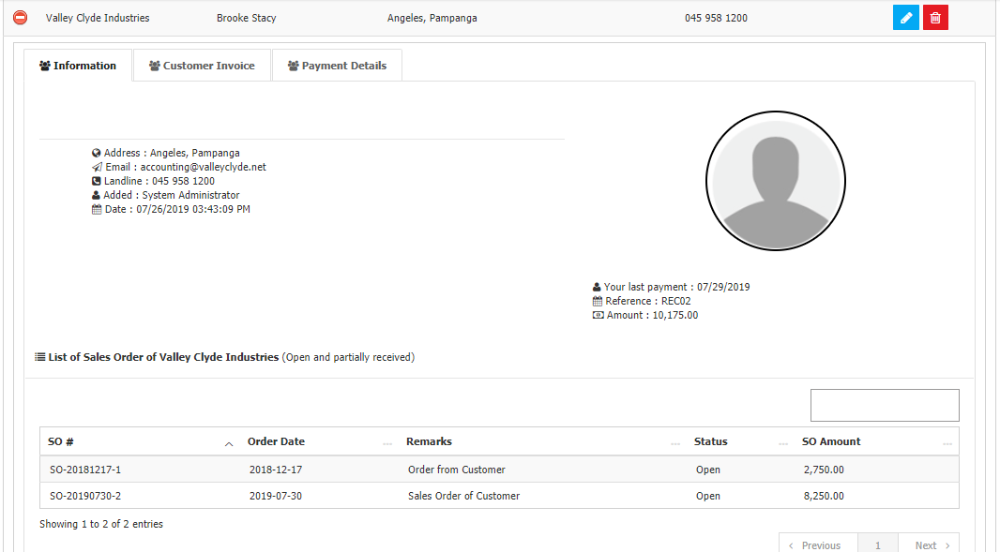 Valley Clyde Industries Brooke Stacy Angeles, Pampanga 045 958 1200
Information Customer Invoice Payment Details
Address : Angeles, Pampanga
Email : accounting@valleyclyde.net
Landline : 045 958 1200
Added : System Administrator
Date : 07/26/2019 03:43:09 PM
Your last payment : 07/29/2019
Reference : REC02
Amount : 10,175.00
List of Sales Order of Valley Clyde Industries (Open and partially received)
SO # Order Date Remarks Status SO Amount
SO-20181217-1 2018-12-17 Order from Customer Open 2,750.00
SO-20190730-2 2019-07-30 Sales Order of Customer Open 8,250.00
Showing 1 to 2 of 2 entries
‹ Previous 1 Next ›